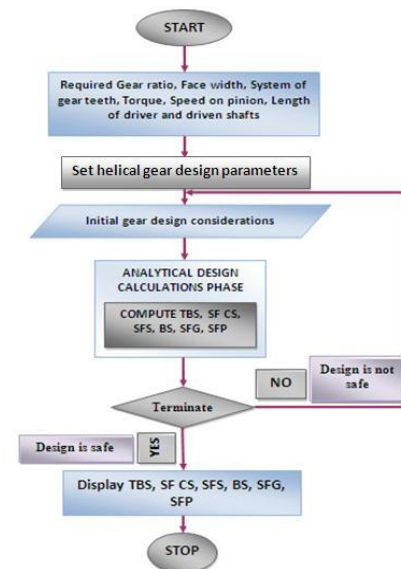 START
Required Gear ratio, Face width, System of
gear teeth, Torque, Speed on pinion, Length
of driver and driven shafts
Set helical gear design parameters
Initial gear design considerations
ANALYTICAL DESIGN
CALCULATIONS PHASE
COMPUTE TBS, SF CS,
SFS, BS, SFG, SFP
NO
Design is not
safe
Terminate
Design is safe
YES
Display TBS, SF CS, SFS, BS, SFG,
SFP
STOP